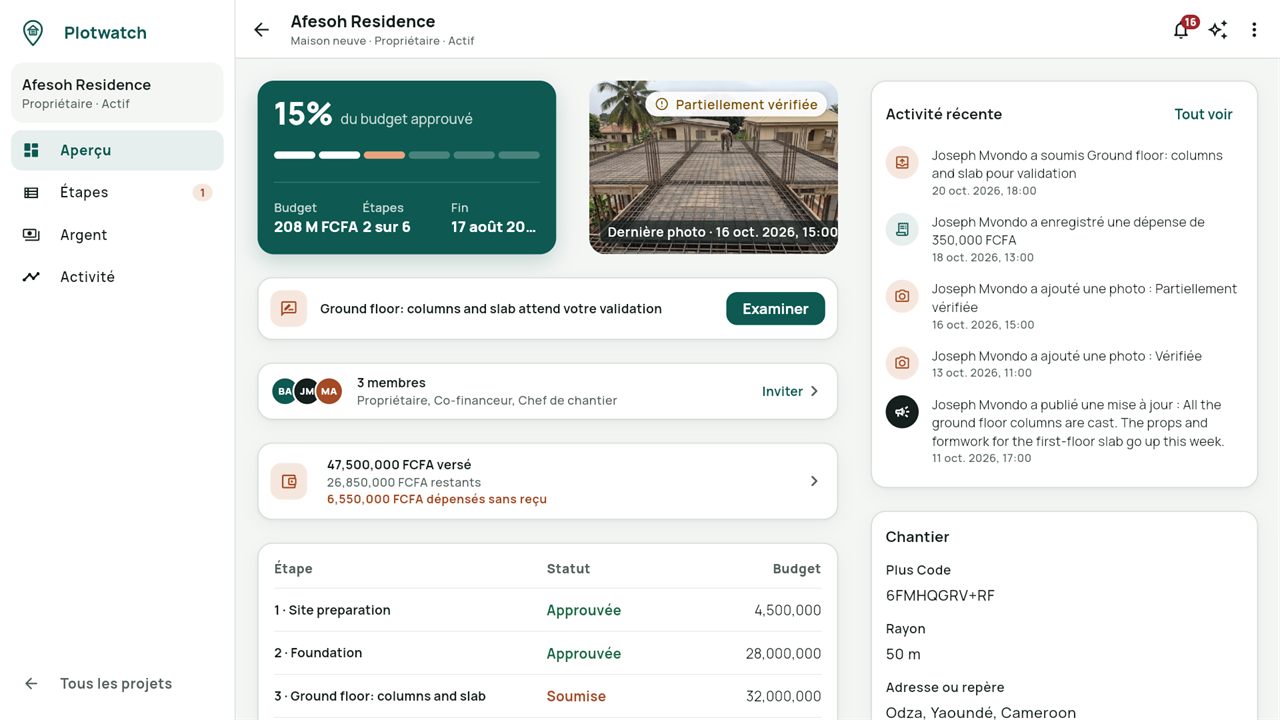 Plotwatch
Afesoh Residence
Propriétaire · Actif
Aperçu
Étapes
1
Argent
Activité
Tous les projets
Afesoh Residence
Maison neuve · Propriétaire · Actif
16
15% du budget approuvé
Budget
208 M FCFA
Étapes
2 sur 6
Fin
17 août 20…
Partiellement vérifiée
Dernière photo · 16 oct. 2026, 15:00
Ground floor: columns and slab attend votre validation
Examiner
BA
JM
MA
3 membres
Propriétaire, Co-financeur, Chef de chantier
Inviter
47,500,000 FCFA versé
26,850,000 FCFA restants
6,550,000 FCFA dépensés sans reçu
Étape Statut Budget
1 · Site preparation Approuvée 4,500,000
2 · Foundation Approuvée 28,000,000
3 · Ground floor: columns and slab Soumise 32,000,000
Activité récente
Tout voir
Joseph Mvondo a soumis Ground floor: columns
and slab pour validation
20 oct. 2026, 18:00
Joseph Mvondo a enregistré une dépense de
350,000 FCFA
18 oct. 2026, 13:00
Joseph Mvondo a ajouté une photo : Partiellement
vérifiée
16 oct. 2026, 15:00
Joseph Mvondo a ajouté une photo : Vérifiée
13 oct. 2026, 11:00
Joseph Mvondo a publié une mise à jour : All the
ground floor columns are cast. The props and
formwork for the first-floor slab go up this week.
11 oct. 2026, 17:00
Chantier
Plus Code
6FMHQGRV+RF
Rayon
50 m
Adresse ou repère
Odza, Yaoundé, Cameroon